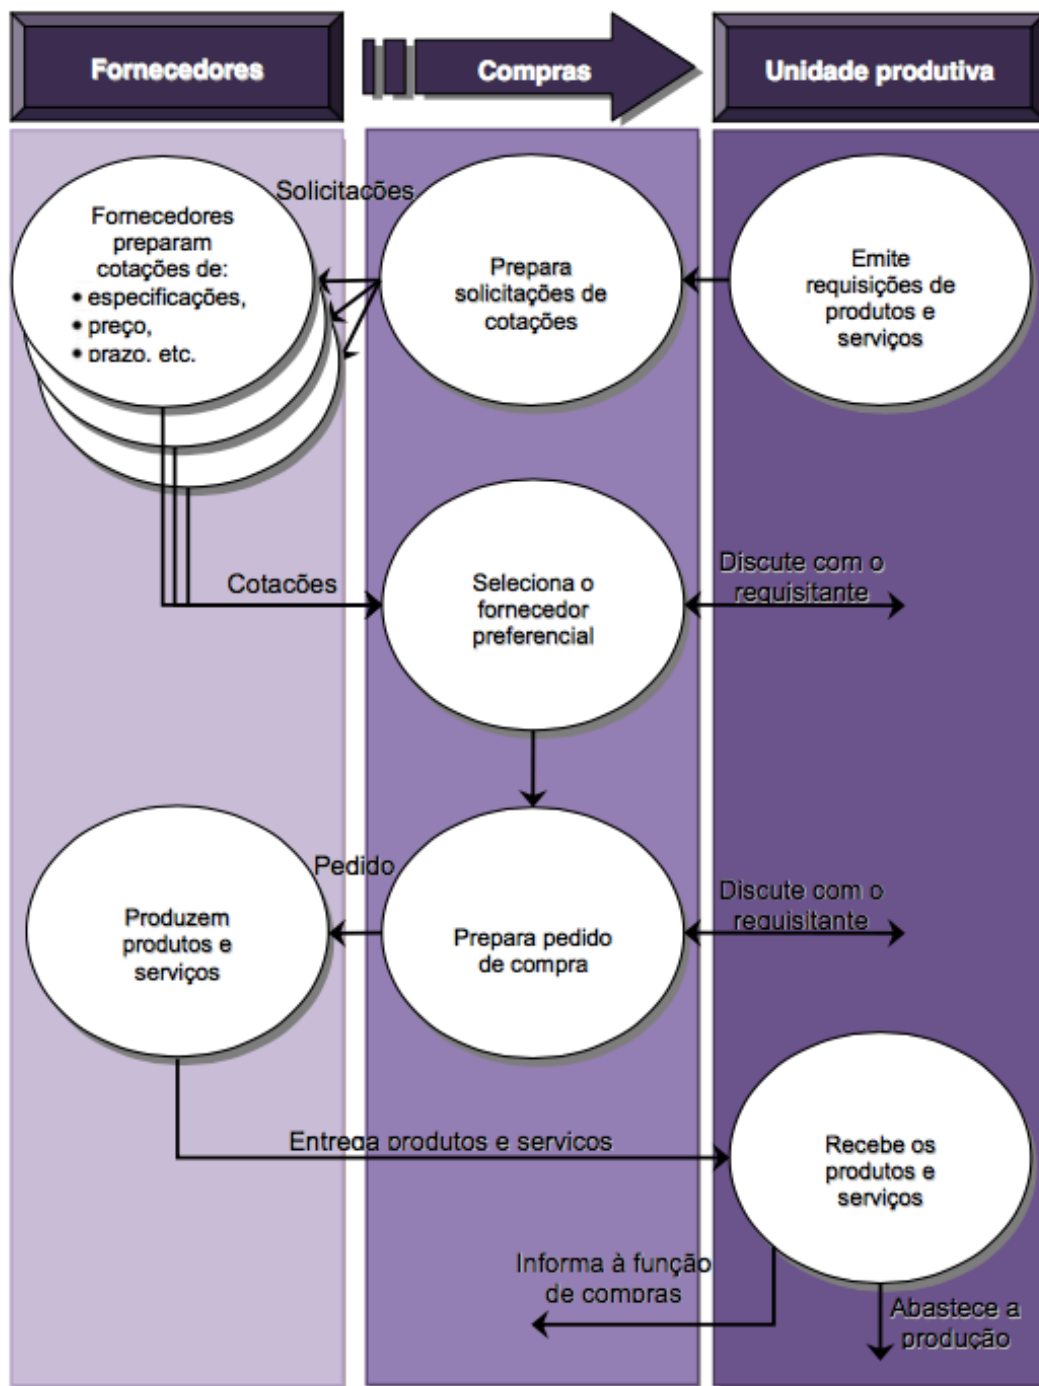 Fornecedores
Compras
Unidade produtiva
Solicitações
Fornecedores
preparam
cotações de:
• especificações,
• preço,
• prazo, etc.
Prepara
solicitações de
cotações
Emite
requisições de
produtos e
serviços
Cotações
Seleciona o
fornecedor
preferencial
Discute com o
requisitante
Pedido
Produzem
produtos e
serviços
Prepara pedido
de compra
Discute com o
requisitante
Entrega produtos e serviços
Recebe os
produtos e
serviços
Informa à função
de compras
Abastece a
produção